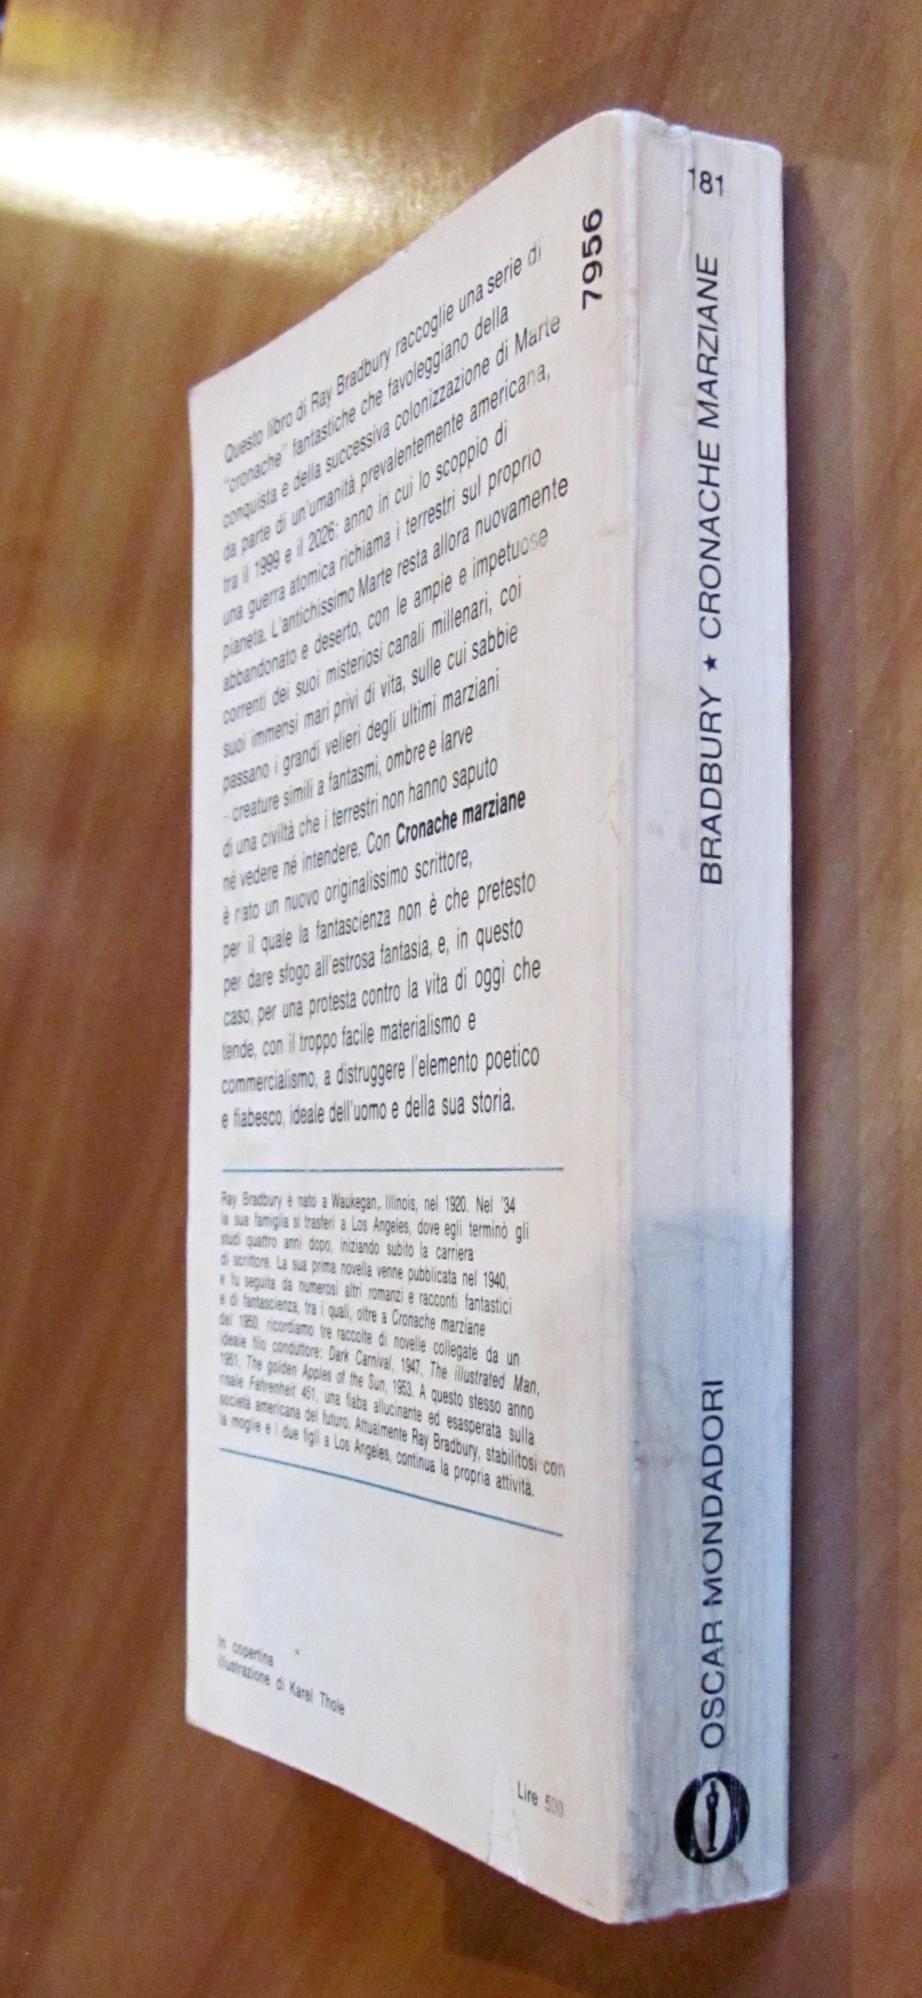 Questo libro di Ray Bradbury raccoglie una serie di
"cronache" fantastiche che favoleggiano della
conquista e della successiva colonizzazione di Marte
da parte di un'umanità prevalentemente americana,
tra il 1999 e il 2026: anno in cui lo scoppio di
una guerra atomica richiama i terrestri sul proprio
pianeta. L'antichissimo Marte resta allora nuovamente
abbandonato e deserto, con le ampie e impetuose
correnti dei suoi misteriosi canali millenari, coi
suoi immensi mari privi di vita, sulle cui sabbie
passano i grandi velieri degli ultimi marziani
– creature simili a fantasmi, ombre e larve
di una civiltà che i terrestri non hanno saputo
né vedere né intendere. Con Cronache marziane
è nato un nuovo originalissimo scrittore,
per il quale la fantascienza non è che pretesto
per dare sfogo all'estrosa fantasia, e, in questo
caso, per una protesta contro la vita di oggi che
tende, con il troppo facile materialismo e
commercialismo, a distruggere l'elemento poetico
e fiabesco, ideale dell'uomo e della sua storia.
Ray Bradbury è nato a Waukegan, Illinois, nel 1920. Nel '34
la sua famiglia si trasferì a Los Angeles, dove egli terminò gli
studi quattro anni dopo, iniziando subito la carriera
di scrittore. La sua prima novella venne pubblicata nel 1940,
e fu seguita da numerosi altri romanzi e racconti fantastici
e di fantascienza, tra i quali, oltre a Cronache marziane
del 1950, ricordiamo tre raccolte di novelle collegate da un
ideale filo conduttore: Dark Carnival, 1947, The illustrated Man,
1951, The golden Apples of the Sun, 1953. A questo stesso anno
risale Fahrenheit 451, una fiaba allucinante ed esasperata sulla
società americana del futuro. Attualmente Ray Bradbury, stabilitosi con
la moglie e i due figli a Los Angeles, continua la propria attività.
In copertina
illustrazione di Karel Thole
Lire 500
7956
181
BRADBURY ★ CRONACHE MARZIANE
OSCAR MONDADORI